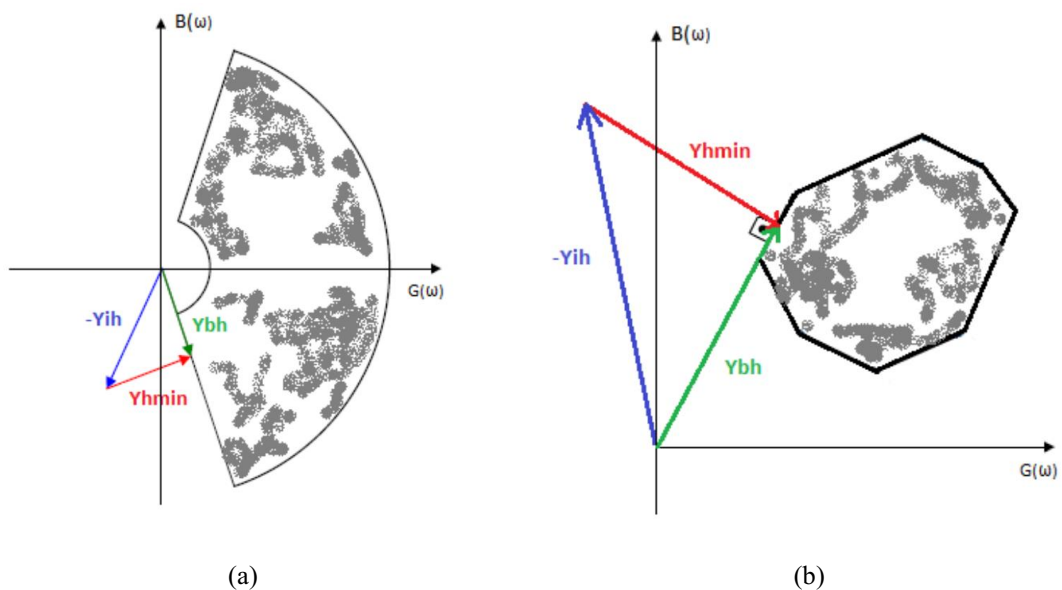 B(ω)
G(ω)
-Yih
Ybh
Yhmin
(a)
B(ω)
Yhmin
-Yih
Ybh
G(ω)
(b)